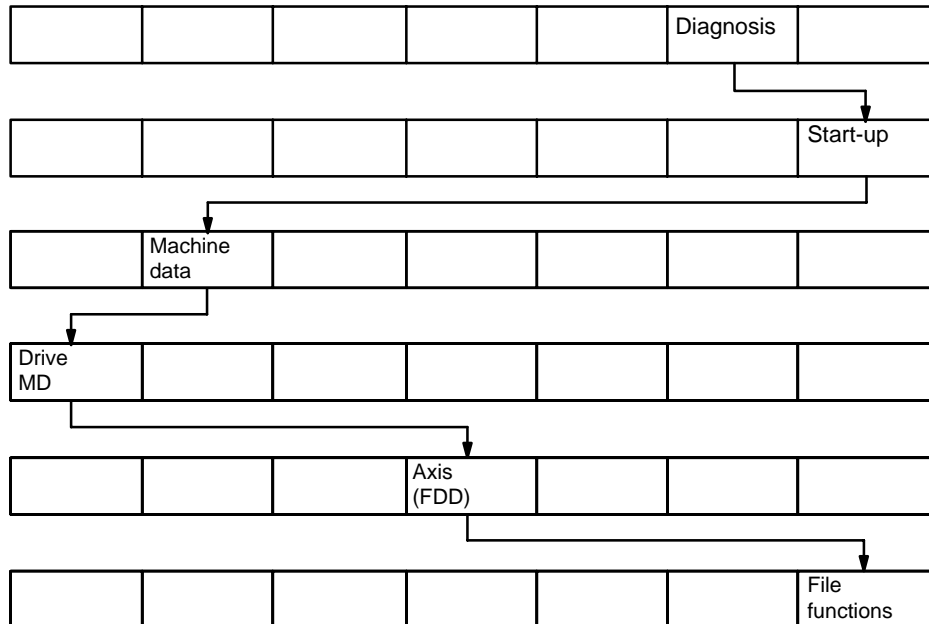 Diagnosis
Start-up
Machine
data
Drive
MD
Axis
(FDD)
File
functions